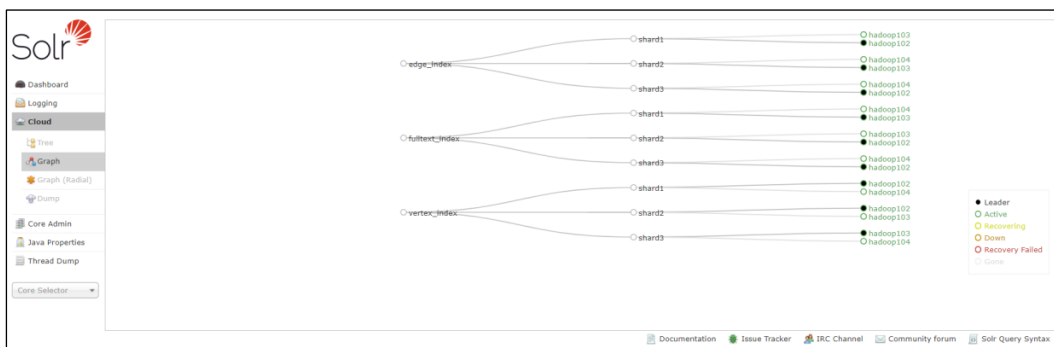 Solr
Dashboard
Logging
Cloud
Tree
Graph
Graph (Radial)
Dump
Core Admin
Java Properties
Thread Dump
Core Selector
edge_index
shard1
hadoop103
hadoop102
shard2
hadoop104
hadoop103
shard3
hadoop104
hadoop102
fulltext_index
shard1
hadoop104
hadoop103
shard2
hadoop103
hadoop102
shard3
hadoop104
hadoop102
vertex_index
shard1
hadoop102
hadoop104
shard2
hadoop102
hadoop103
shard3
hadoop103
hadoop104
Leader
Active
Recovering
Down
Recovery Failed
Gone
Documentation Issue Tracker IRC Channel Community forum Solr Query Syntax